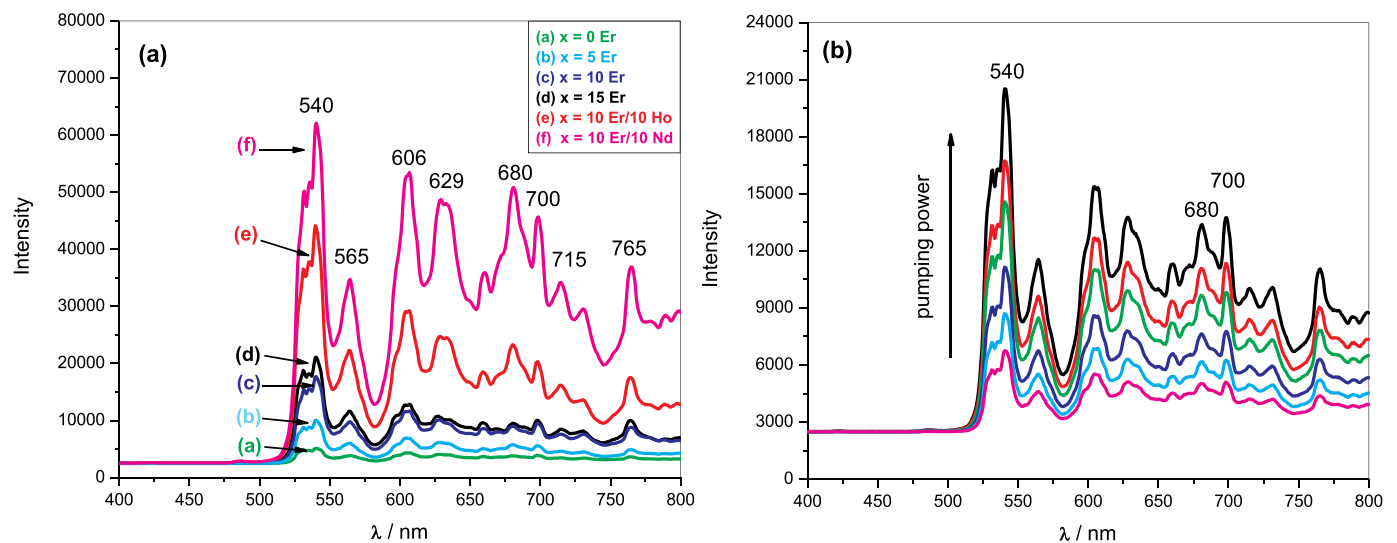 (a)
(a) x = 0 Er
(b) x = 5 Er
(c) x = 10 Er
(d) x = 15 Er
(e) x = 10 Er/10 Ho
(f) x = 10 Er/10 Nd
80000
70000
60000
50000
40000
30000
20000
10000
0
Intensity
540
565
606
629
680
700
715
765
(f)
(e)
(d)
(c)
(b)
(a)
400 450 500 550 600 650 700 750 800
λ / nm
(b)
24000
21000
18000
15000
12000
9000
6000
3000
0
Intensity
pumping power
540
680
700
400 450 500 550 600 650 700 750 800
λ / nm